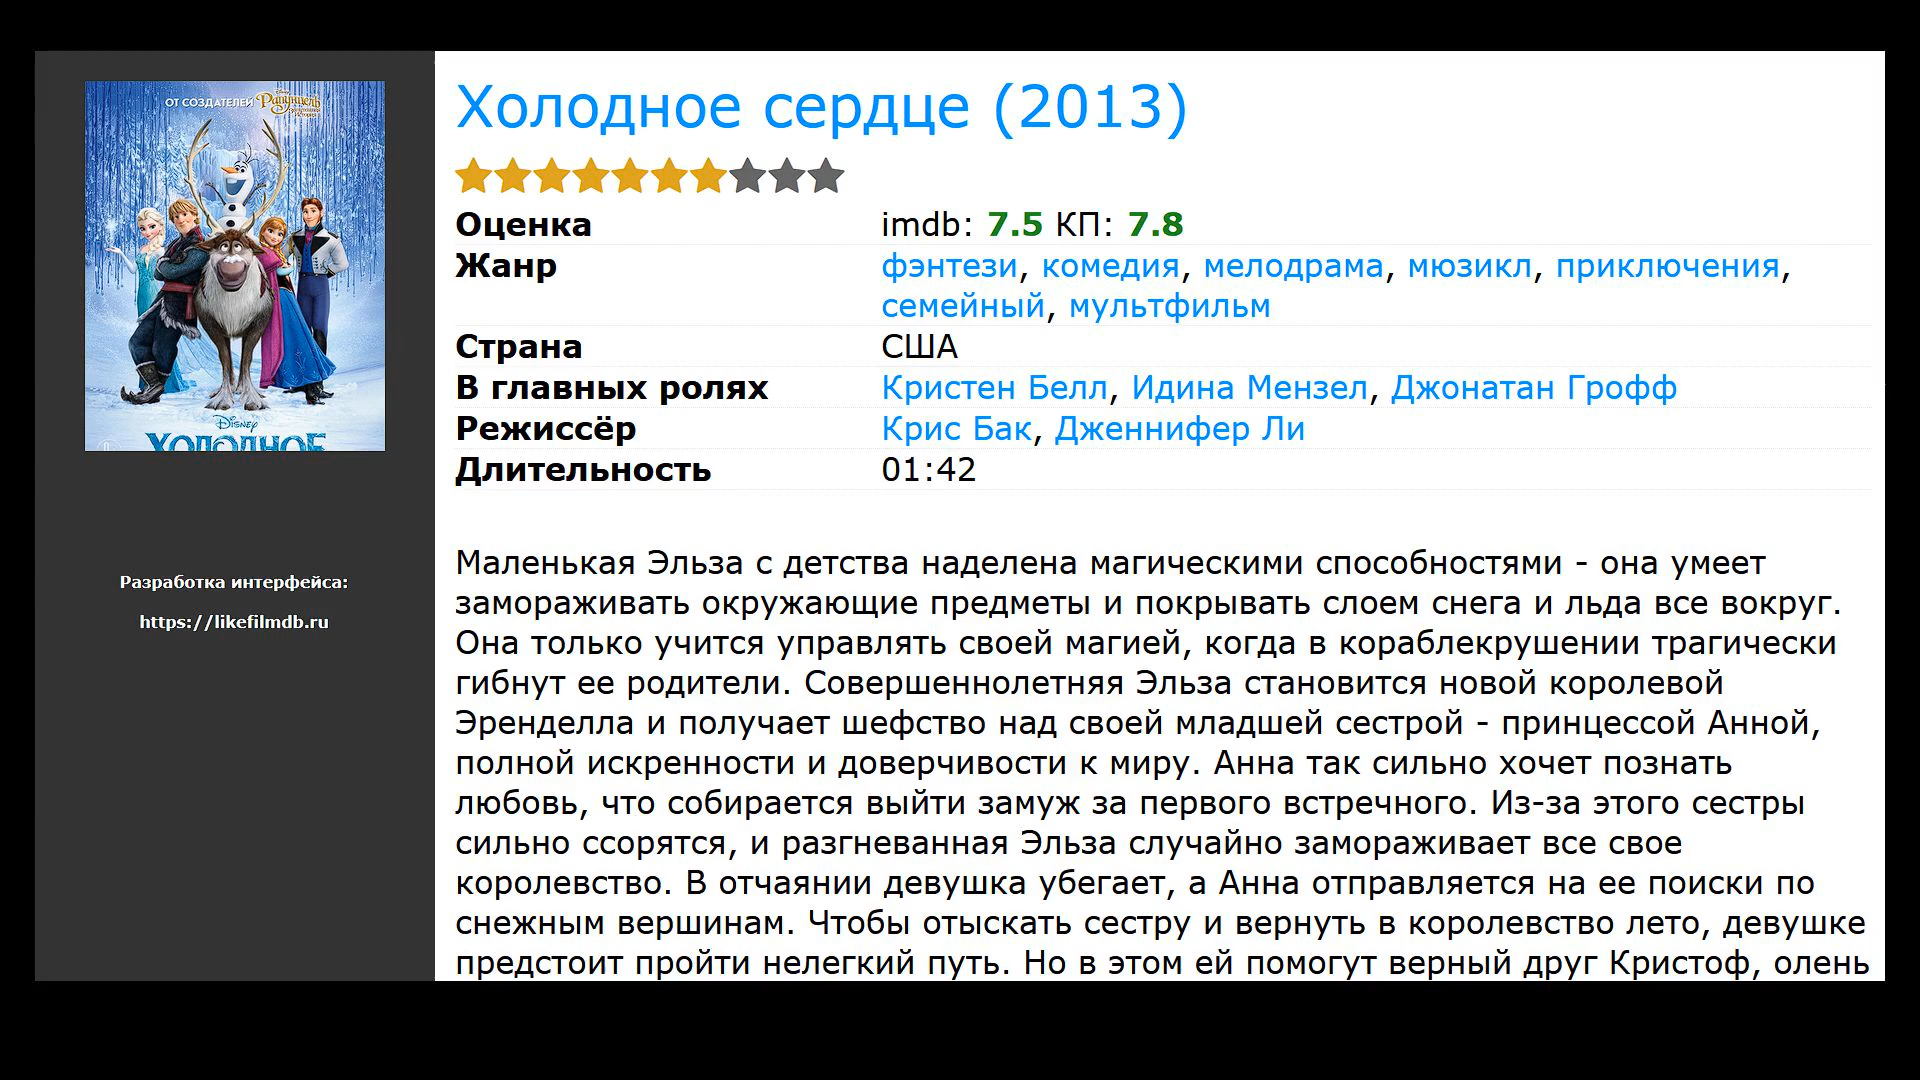 ОТ СОЗДАТЕЛЕЙ
Disney
Рапунцель
Disney
ХОЛОДНОЕ
Разработка интерфейса:
https://likefilmdb.ru
Холодное сердце (2013)
Оценка imdb: 7.5 КП: 7.8
Жанр фэнтези, комедия, мелодрама, мюзикл, приключения,
семейный, мультфильм
Страна США
В главных ролях Кристен Белл, Идина Мензел, Джонатан Грофф
Режиссёр Крис Бак, Дженнифер Ли
Длительность 01:42
Маленькая Эльза с детства наделена магическими способностями - она умеет
замораживать окружающие предметы и покрывать слоем снега и льда все вокруг.
Она только учится управлять своей магией, когда в кораблекрушении трагически
гибнут ее родители. Совершеннолетняя Эльза становится новой королевой
Эренделла и получает шефство над своей младшей сестрой - принцессой Анной,
полной искренности и доверчивости к миру. Анна так сильно хочет познать
любовь, что собирается выйти замуж за первого встречного. Из-за этого сестры
сильно ссорятся, и разгневанная Эльза случайно замораживает все свое
королевство. В отчаянии девушка убегает, а Анна отправляется на ее поиски по
снежным вершинам. Чтобы отыскать сестру и вернуть в королевство лето, девушке
предстоит пройти нелегкий путь. Но в этом ей помогут верный друг Кристоф, олень